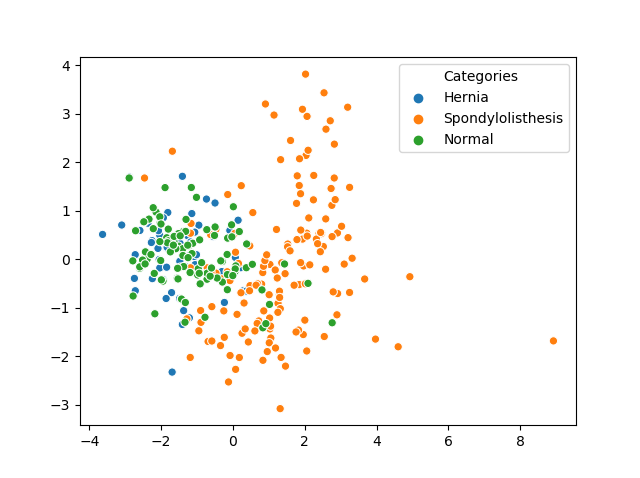 Categories
Hernia
Spondylolisthesis
Normal
4
3
2
1
0
−1
−2
−3
−4 −2 0 2 4 6 8